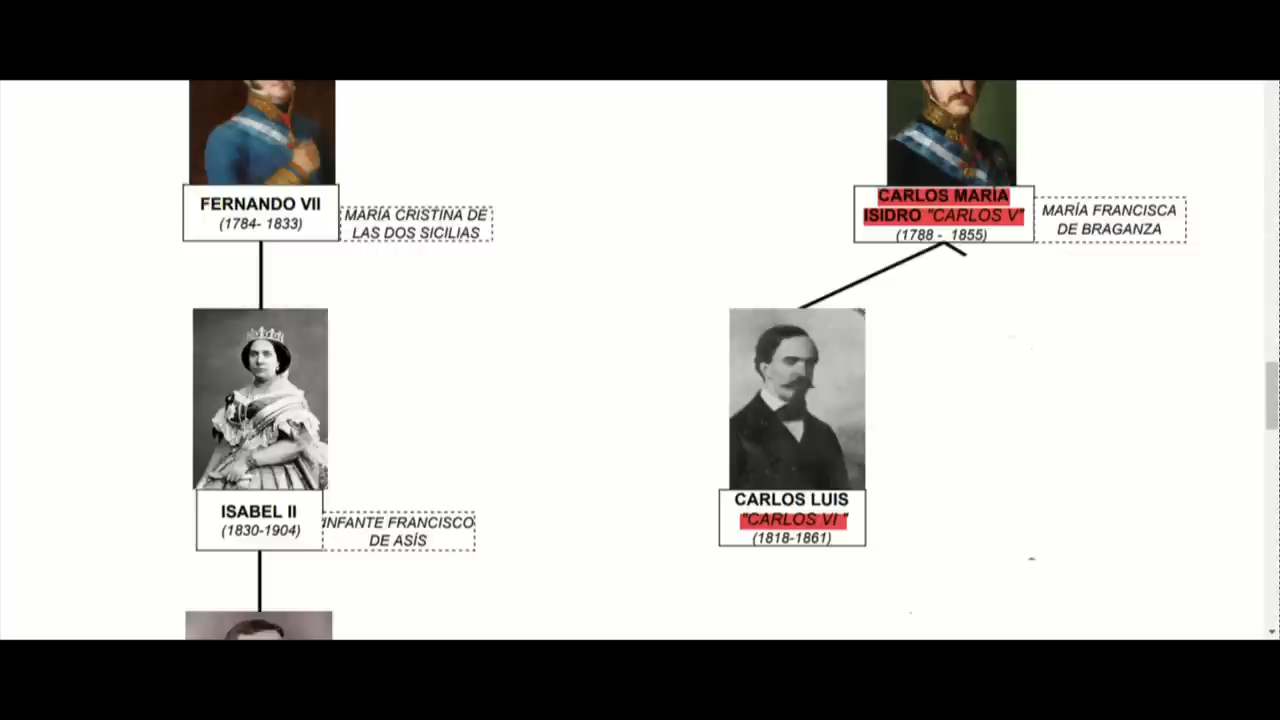 FERNANDO VII
(1784- 1833)
MARÍA CRISTINA DE
LAS DOS SICILIAS
CARLOS MARÍA
ISIDRO "CARLOS V"
(1788 - 1855)
MARÍA FRANCISCA
DE BRAGANZA
ISABEL II
(1830-1904)
INFANTE FRANCISCO
DE ASÍS
CARLOS LUIS
"CARLOS VI "
(1818-1861)